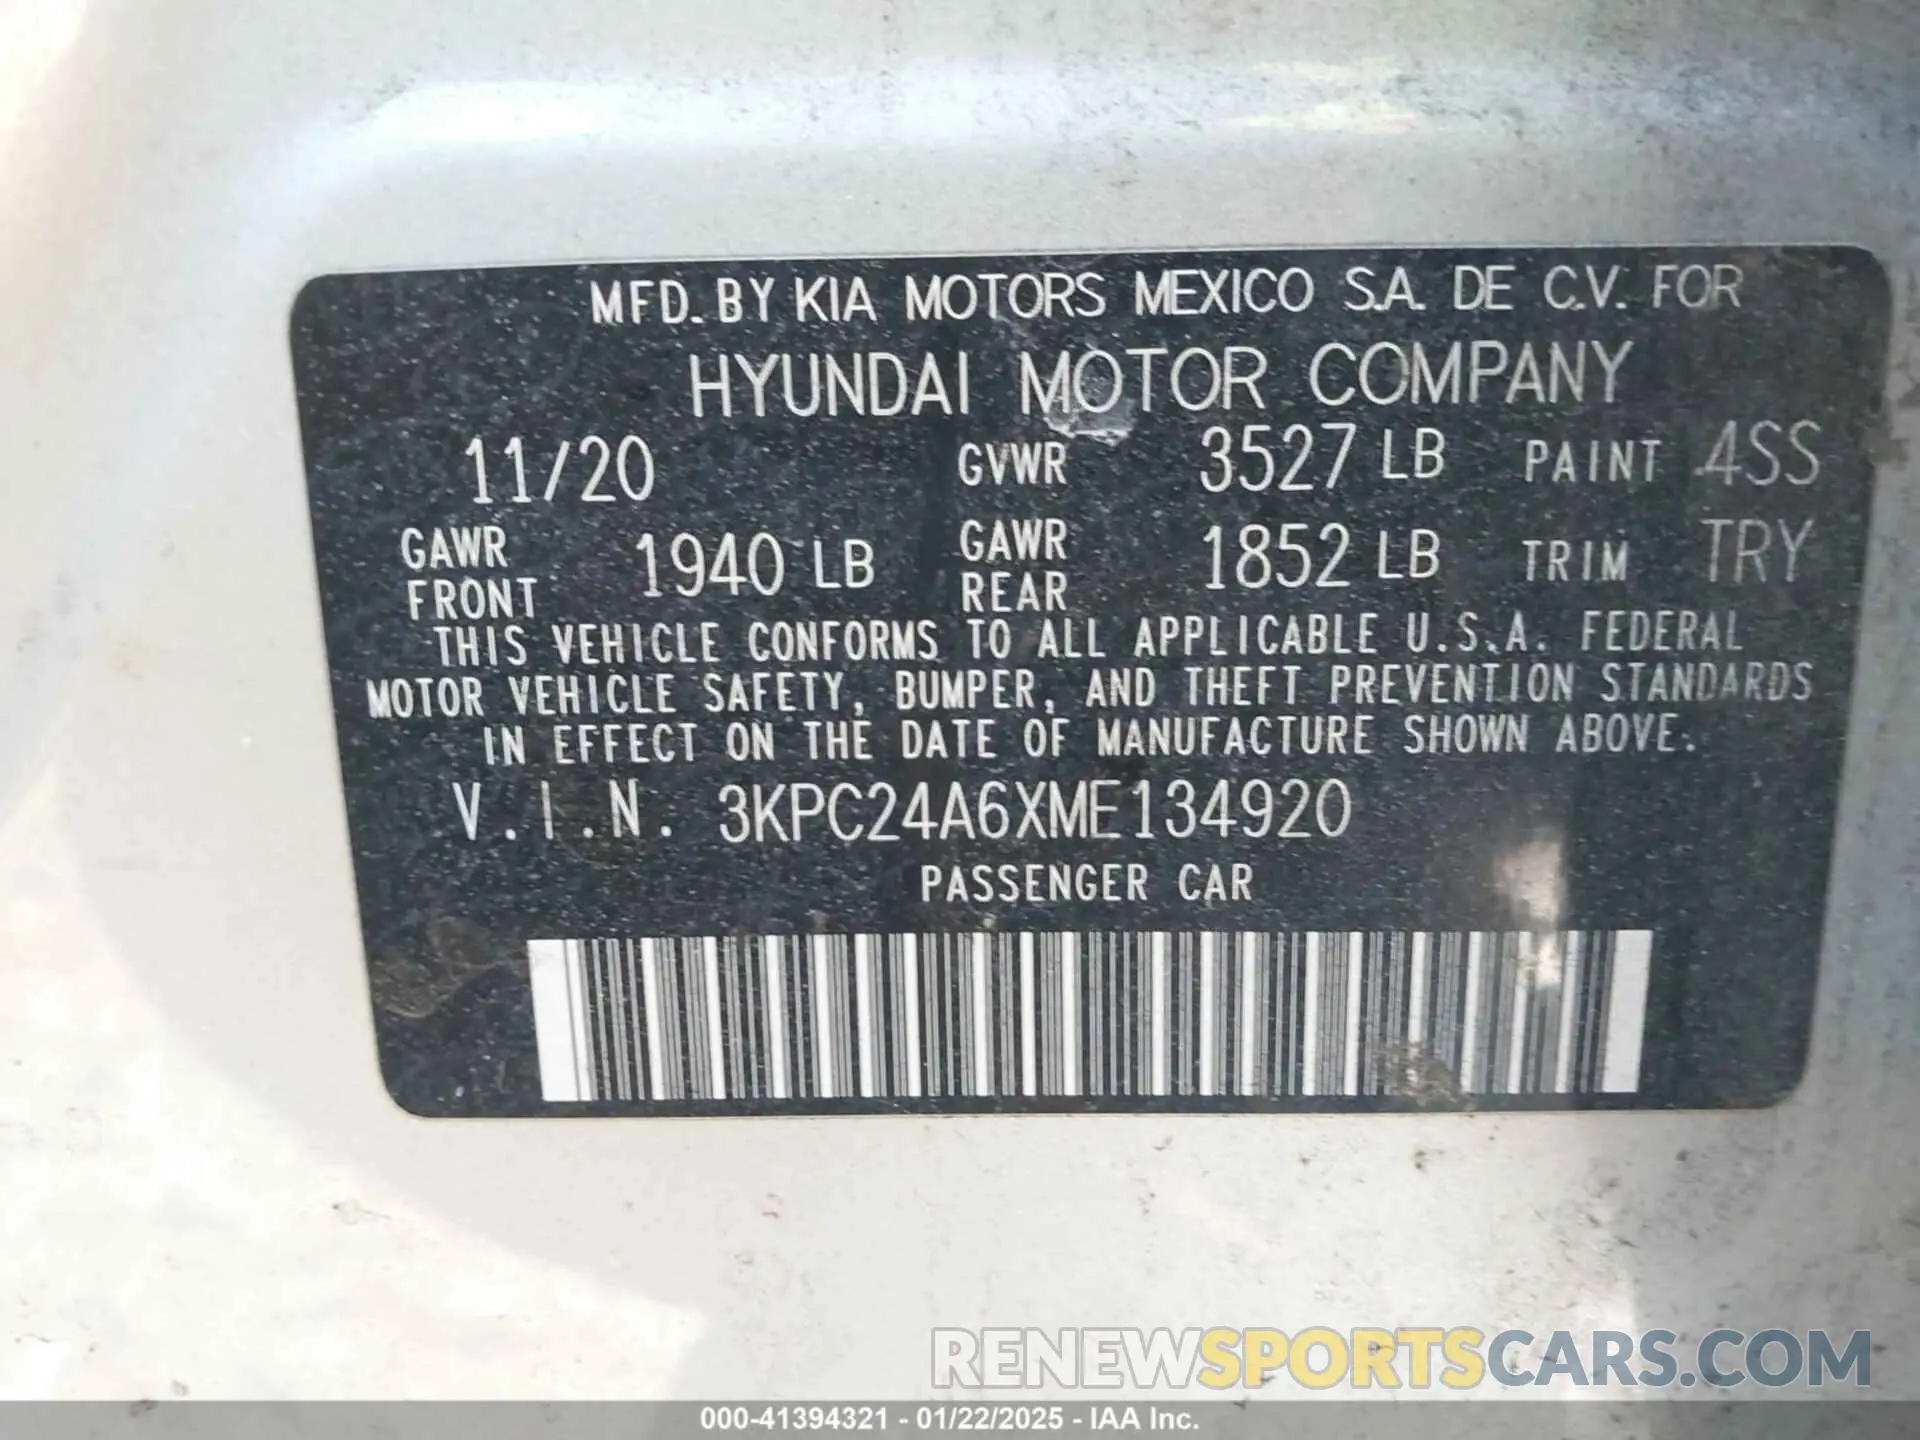 MFD. BY KIA MOTORS MEXICO S.A. DE C.V. FOR
HYUNDAI MOTOR COMPANY
11/20 GVWR 3527 LB PAINT 4SS
GAWR FRONT 1940 LB GAWR REAR 1852 LB TRIM TRY
THIS VEHICLE CONFORMS TO ALL APPLICABLE U.S.A. FEDERAL
MOTOR VEHICLE SAFETY, BUMPER, AND THEFT PREVENTION STANDARDS
IN EFFECT ON THE DATE OF MANUFACTURE SHOWN ABOVE.
V.I.N. 3KPC24A6XME134920
PASSENGER CAR
RENEWSPORTSCARS.COM
000-41394321 - 01/22/2025 - IAA Inc.